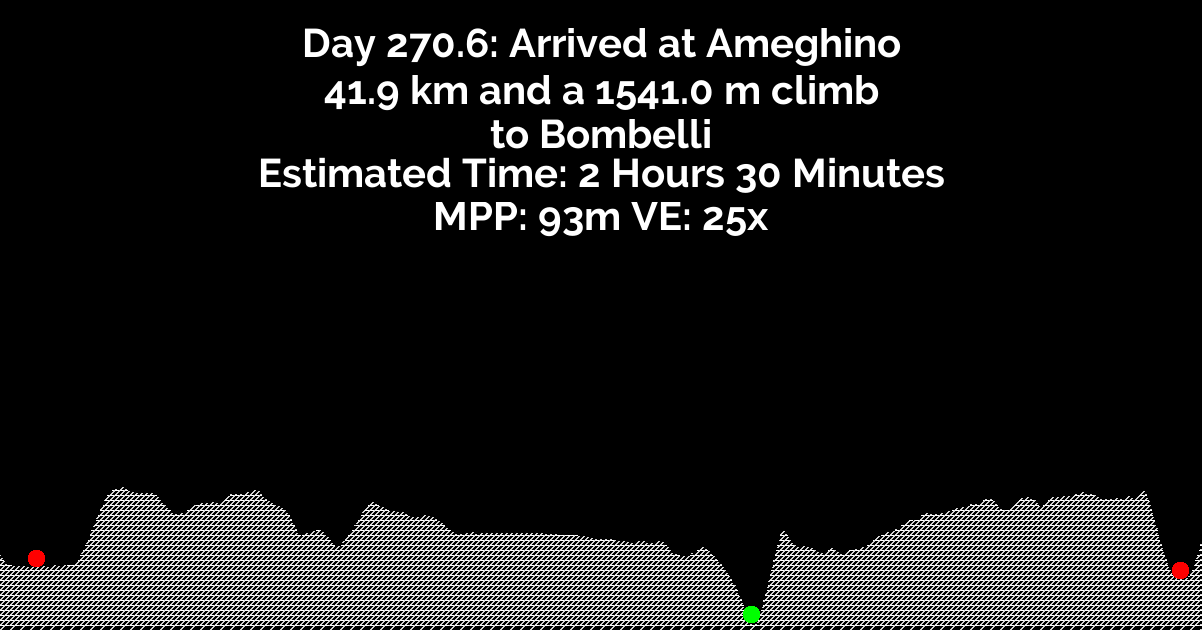 Day 270.6: Arrived at Ameghino
41.9 km and a 1541.0 m climb
to Bombelli
Estimated Time: 2 Hours 30 Minutes
MPP: 93m VE: 25x